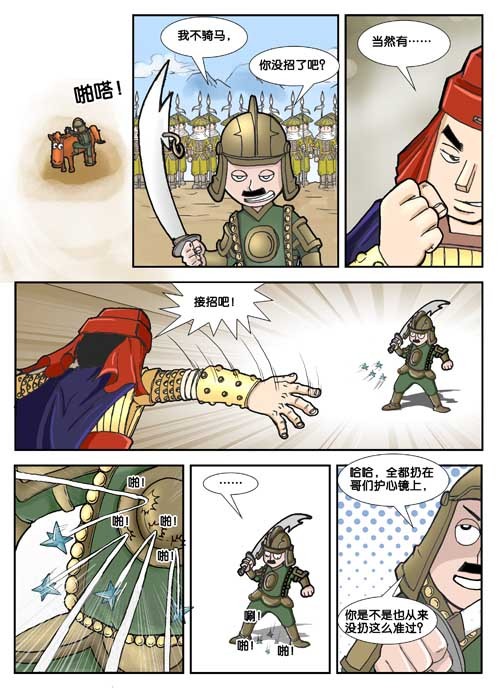 啪嗒！
我不骑马，
你没招了吧？
当然有……
接招吧！
啪！
啪！
啪！
啪！
啪！
……
唰！
啪！
啪！
哈哈，全都扔在
哥们护心镜上，
你是不是也从来
没扔这么准过？